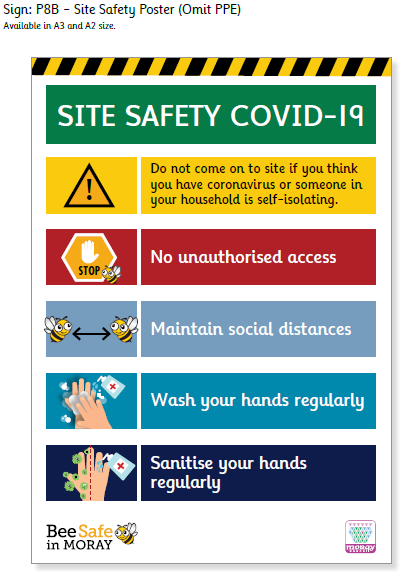 Sign: P8B – Site Safety Poster (Omit PPE)
Available in A3 and A2 size.
SITE SAFETY COVID-19
Do not come on to site if you think
you have coronavirus or someone in
your household is self-isolating.
STOP
No unauthorised access
Maintain social distances
Wash your hands regularly
Sanitise your hands
regularly
BeeSafe
in MORAY
moray